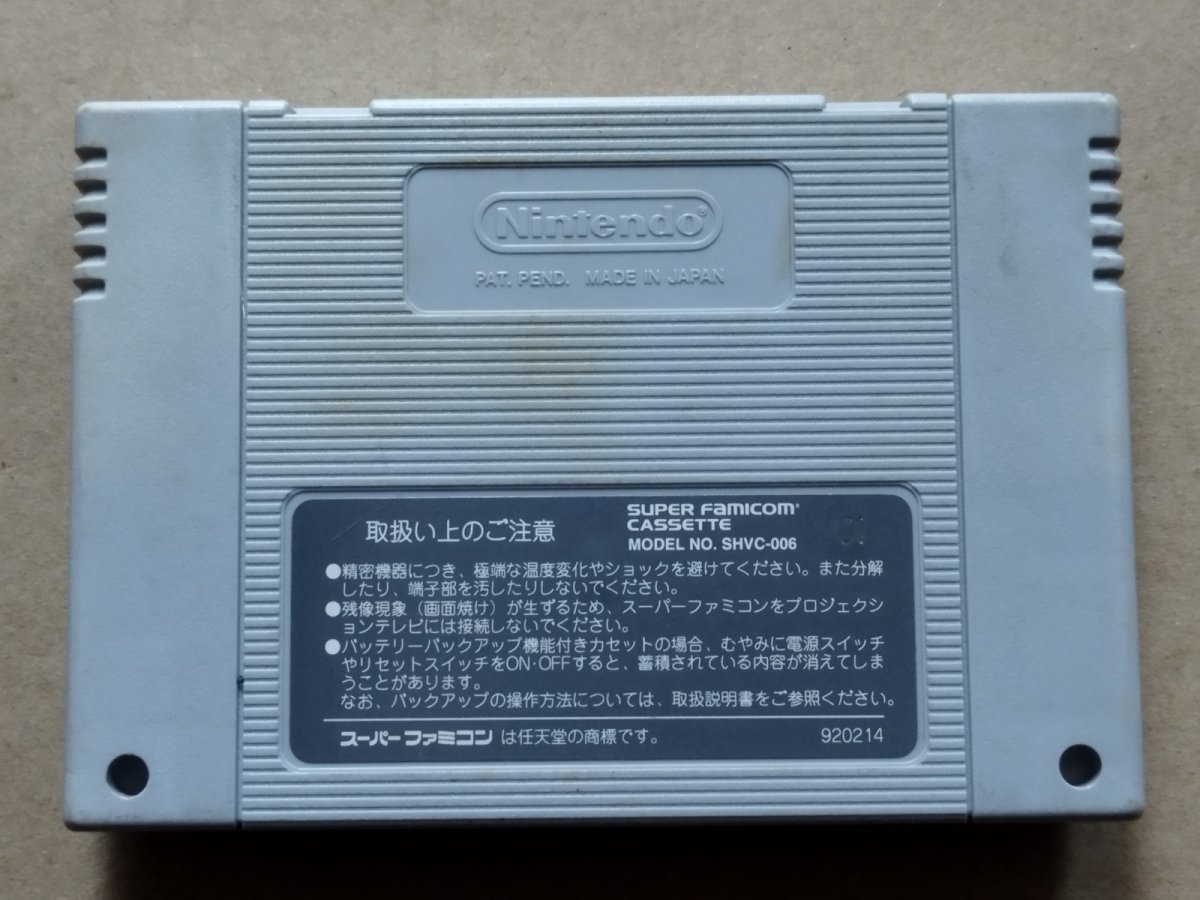 Nintendo®
PAT. PEND. MADE IN JAPAN
取扱い上のご注意
SUPER FAMICOM®
CASSETTE
MODEL NO. SHVC-006
●精密機器につき、極端な温度変化やショックを避けてください。また分解
したり、端子部を汚したりしないでください。
●残像現象（画面焼け）が生ずるため、スーパーファミコンをプロジェクシ
ョンテレビには接続しないでください。
●バッテリーバックアップ機能付きカセットの場合、むやみに電源スイッチ
やリセットスイッチをON・OFFすると、蓄積されている内容が消えてしま
うことがあります。
なお、バックアップの操作方法については、取扱説明書をご参照ください。
スーパーファミコン は任天堂の商標です。 920214